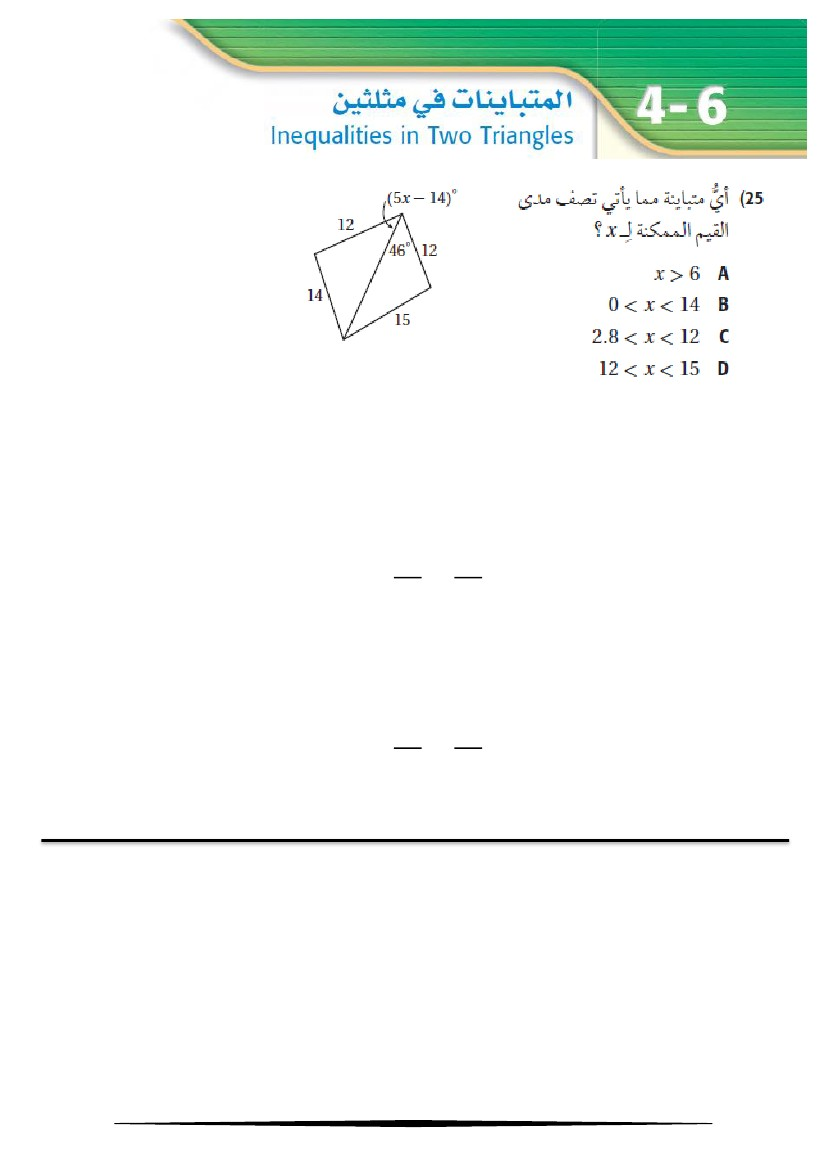 4-6
المتباينات في مثلثين
Inequalities in Two Triangles
25) أيُّ متباينة مما يأتي تصف مدى
القيم الممكنة لِـ x ؟
A x > 6
B 0 < x < 14
C 2.8 < x < 12
D 12 < x < 15
(5x − 14)°
12
46°
12
14
15